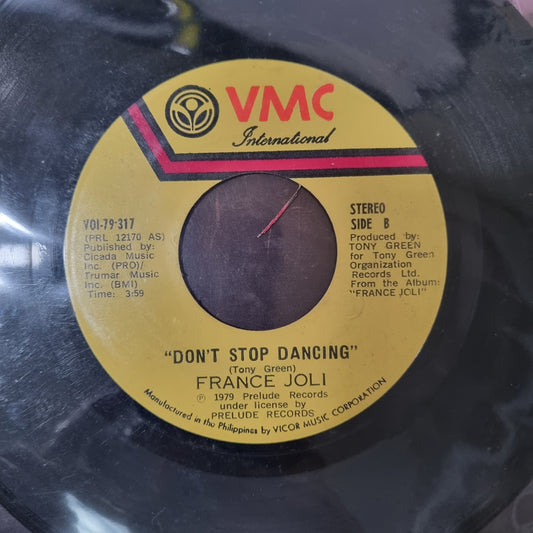 VMC
International
VOI-79-317
(PRL 12170 AS)
Published by:
Cicada Music
Inc. (PRO)/
Trumar Music
Inc. (BMI)
Time: 3:59
STEREO
SIDE B
Produced by:
TONY GREEN
for Tony Green
Organization
Records Ltd.
From the Album:
"FRANCE JOLI"
"DON'T STOP DANCING"
(Tony Green)
FRANCE JOLI
℗ 1979 Prelude Records
under license by
PRELUDE RECORDS
Manufactured in the Philippines by VICOR MUSIC CORPORATION